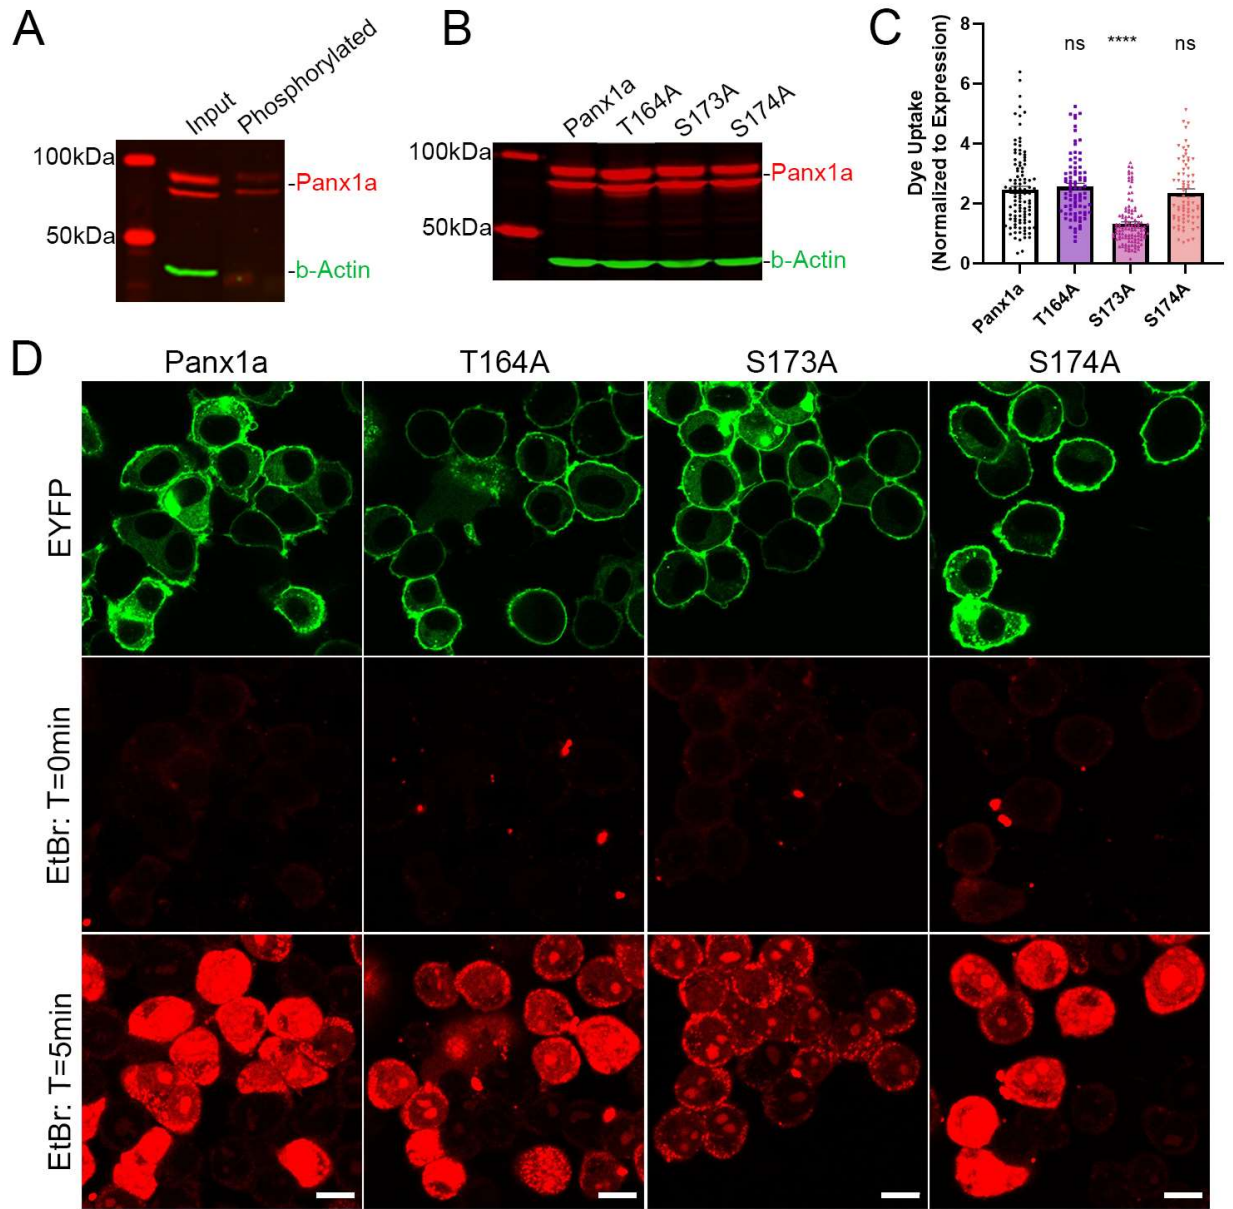 A
Input
Phosphorylated
100kDa
-Panx1a
50kDa
-b-Actin
B
Panx1a
T164A
S173A
S174A
100kDa
-Panx1a
50kDa
-b-Actin
C
Dye Uptake
(Normalized to Expression)
8
6
4
2
0
ns
****
ns
Panx1a
T164A
S173A
S174A
D
Panx1a
T164A
S173A
S174A
EYFP
EtBr: T=0min
EtBr: T=5min